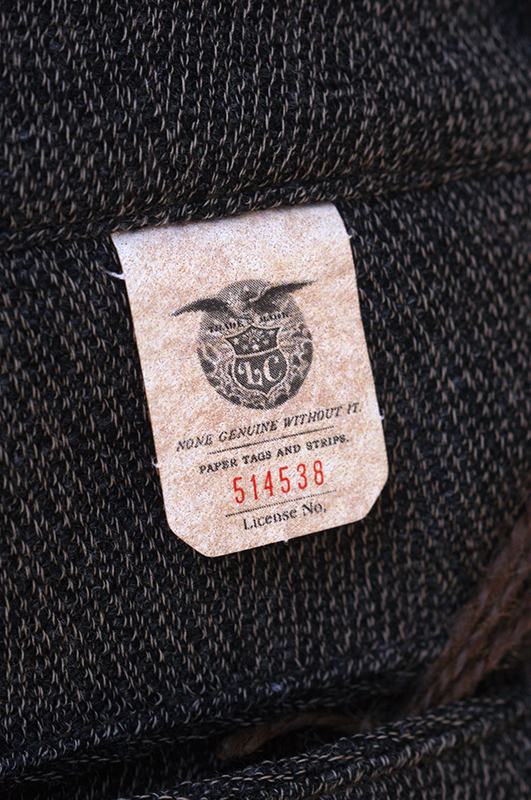 TRADE MARK
LC
NONE GENUINE WITHOUT IT.
PAPER TAGS AND STRIPS.
514538
License No,